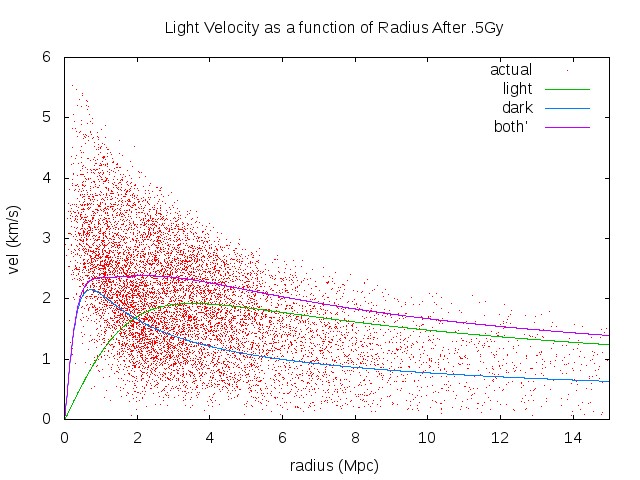 Light Velocity as a function of Radius After .5Gy
6
5
4
3
2
1
0
vel (km/s)
actual
light
dark
both'
0 2 4 6 8 10 12 14
radius (Mpc)